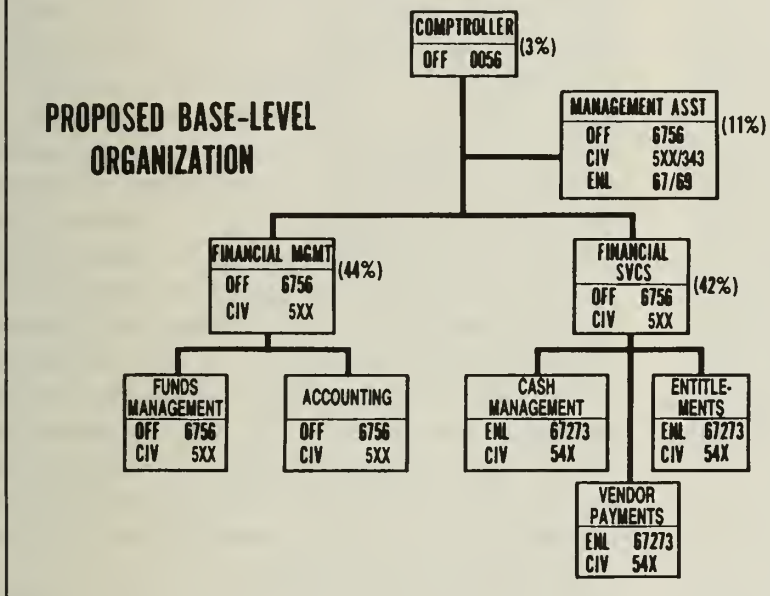 COMPTROLLER
OFF 0056
(3%)
PROPOSED BASE-LEVEL
ORGANIZATION
MANAGEMENT ASST
OFF 6756
CIV 5XX/343
ENL 67/69
(11%)
FINANCIAL MGMT
OFF 6756
CIV 5XX
(44%)
FINANCIAL
SVCS
OFF 6756
CIV 5XX
(42%)
FUNDS
MANAGEMENT
OFF 6756
CIV 5XX
ACCOUNTING
OFF 6756
CIV 5XX
CASH
MANAGEMENT
ENL 67273
CIV 54X
ENTITLE-
MENTS
ENL 67273
CIV 54X
VENDOR
PAYMENTS
ENL 67273
CIV 54X